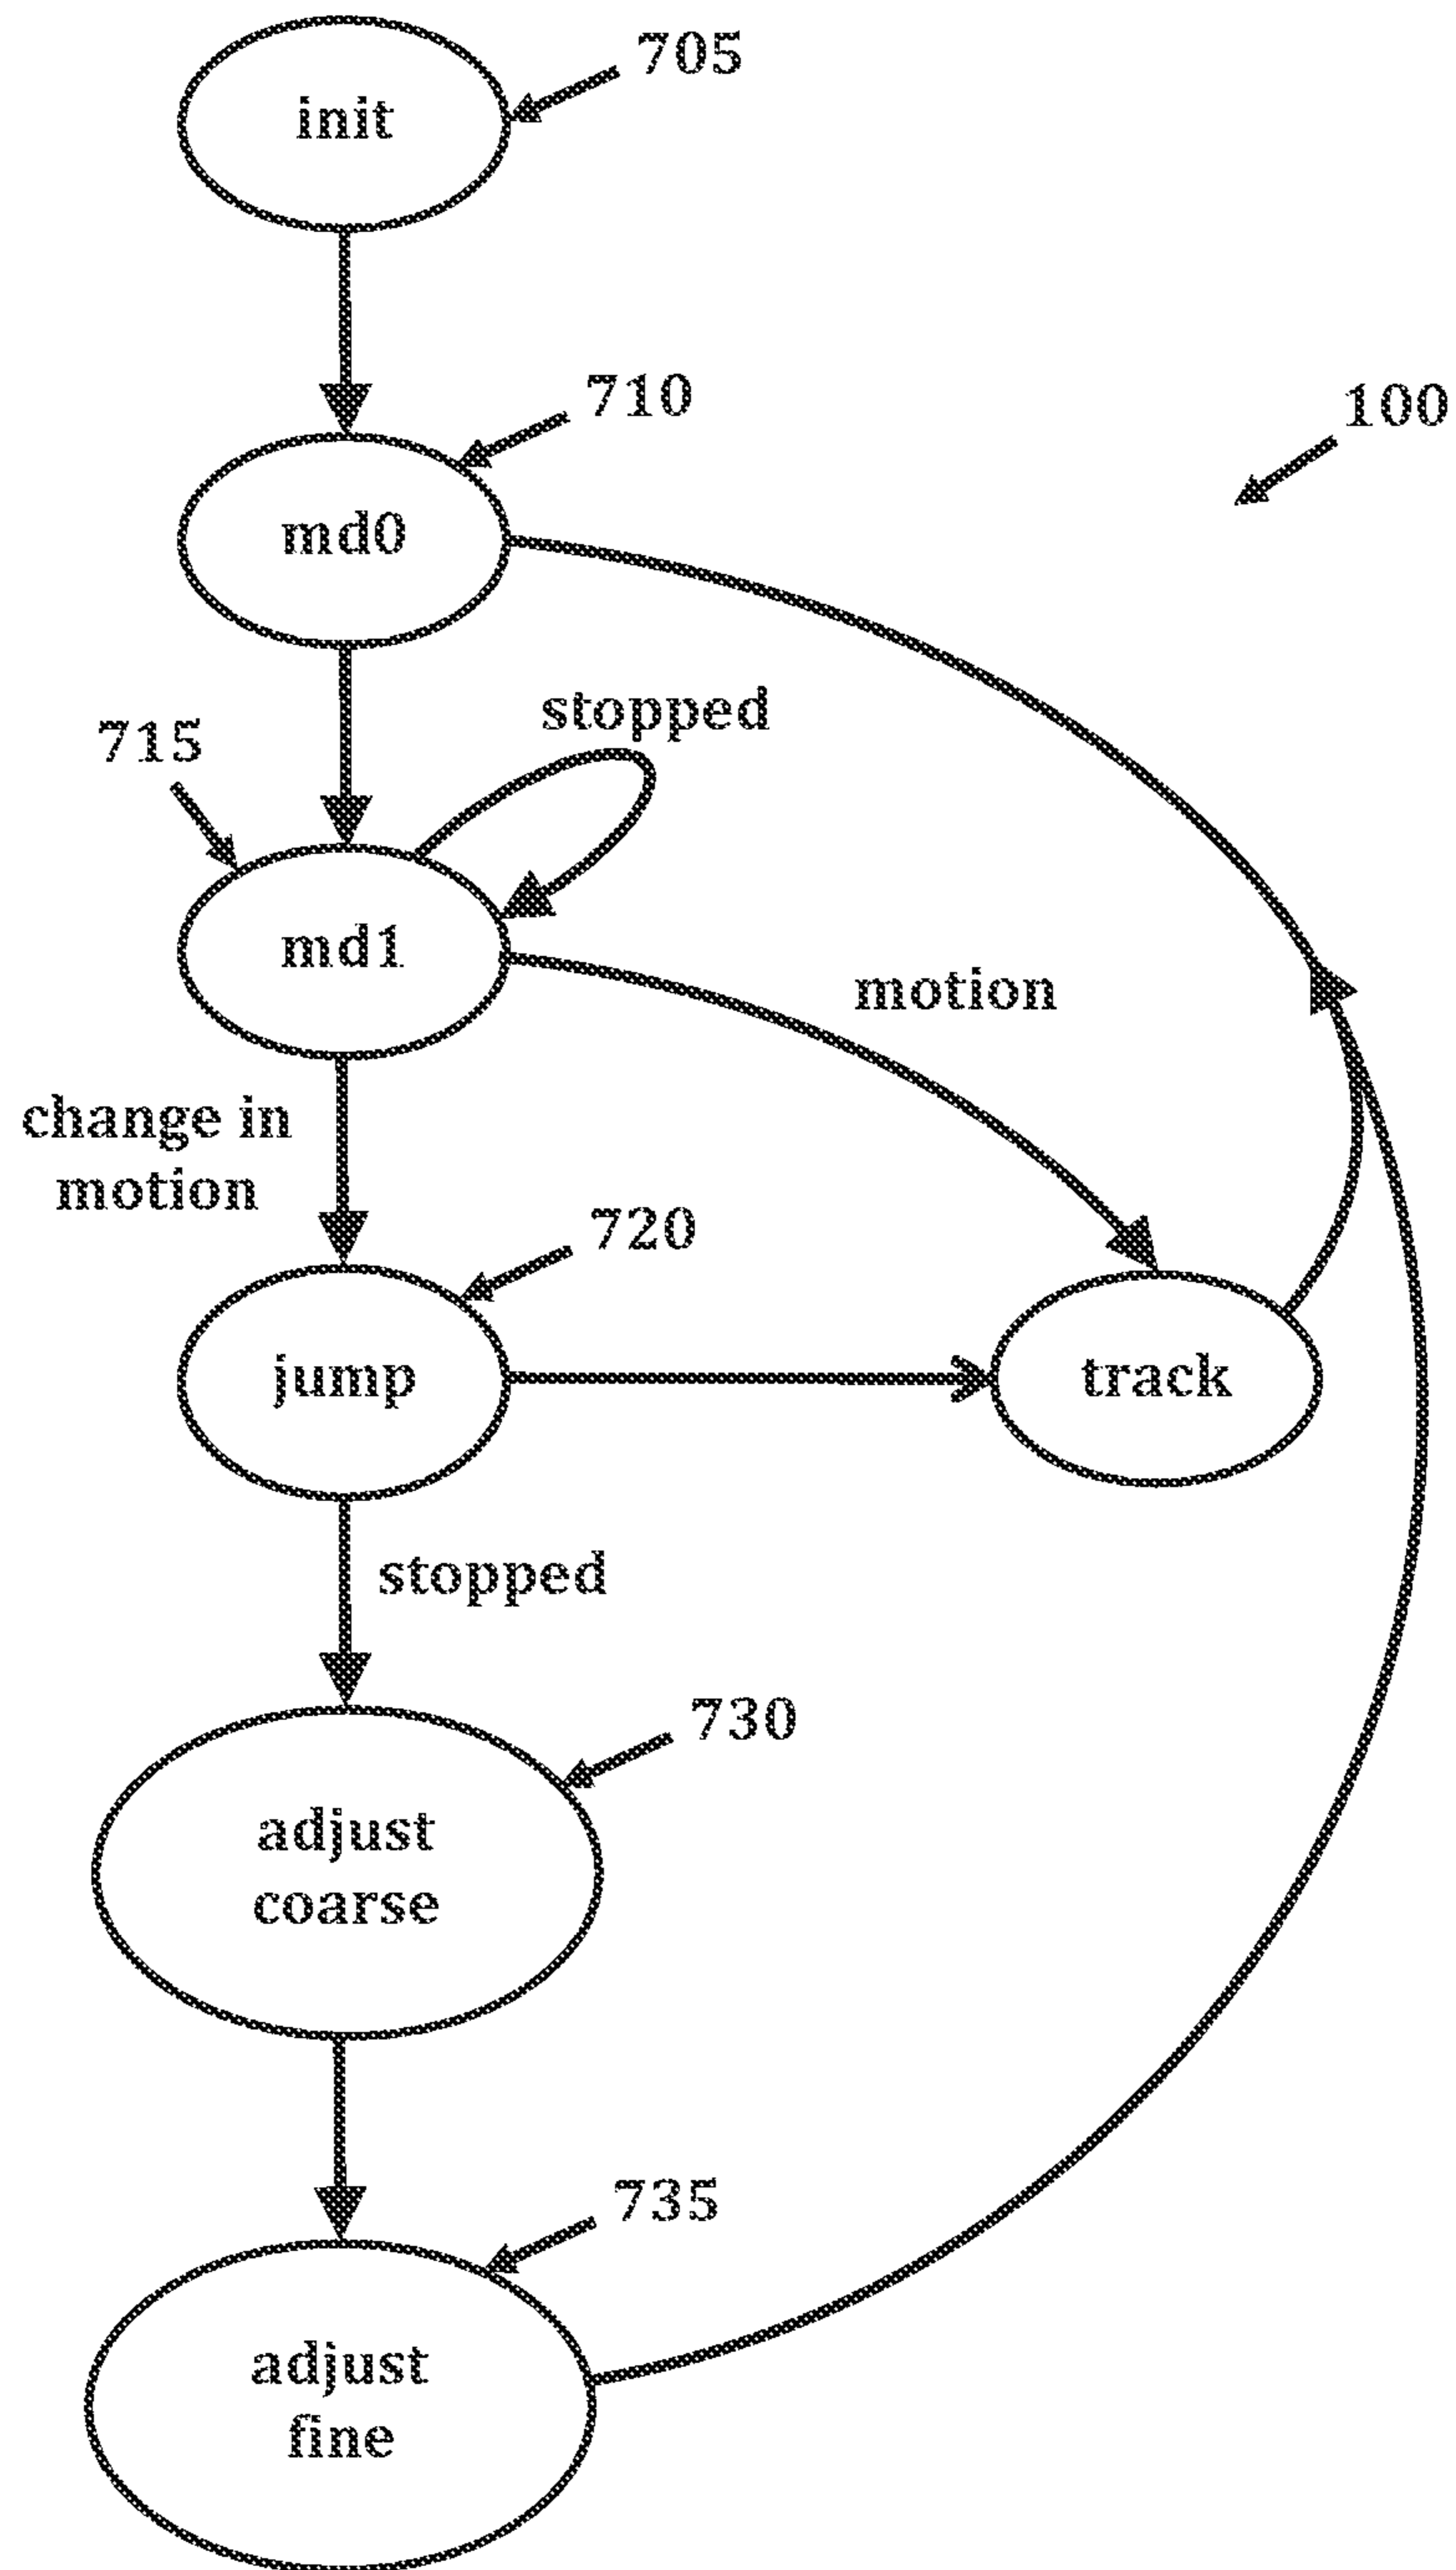 705
init
710
100
md0
stopped
715
md1
motion
change in
motion
720
jump
track
stopped
730
adjust
coarse
735
adjust
fine